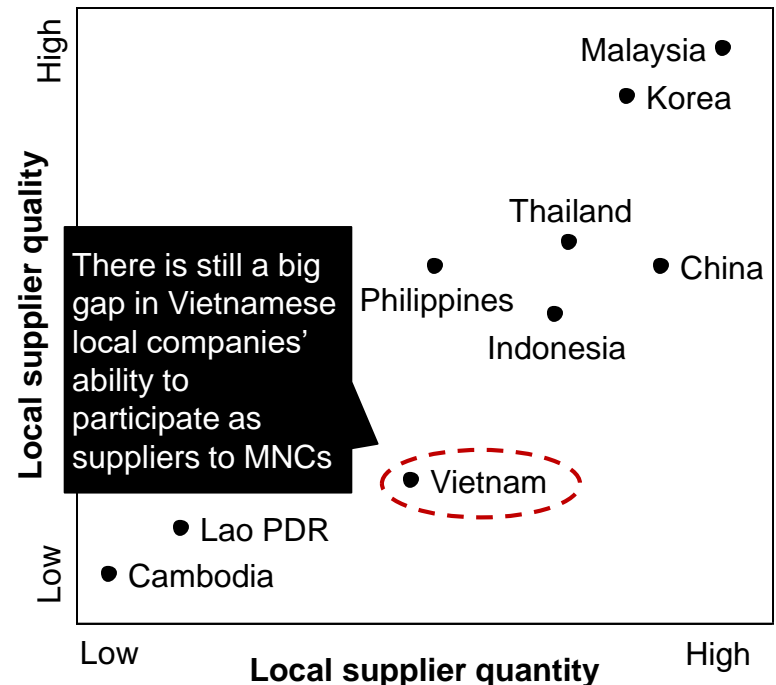 High
Malaysia
Korea
Thailand
China
Philippines
Indonesia
There is still a big
gap in Vietnamese
local companies’
ability to
participate as
suppliers to MNCs
Local supplier quality
Vietnam
Lao PDR
Cambodia
Low
Low
High
Local supplier quantity